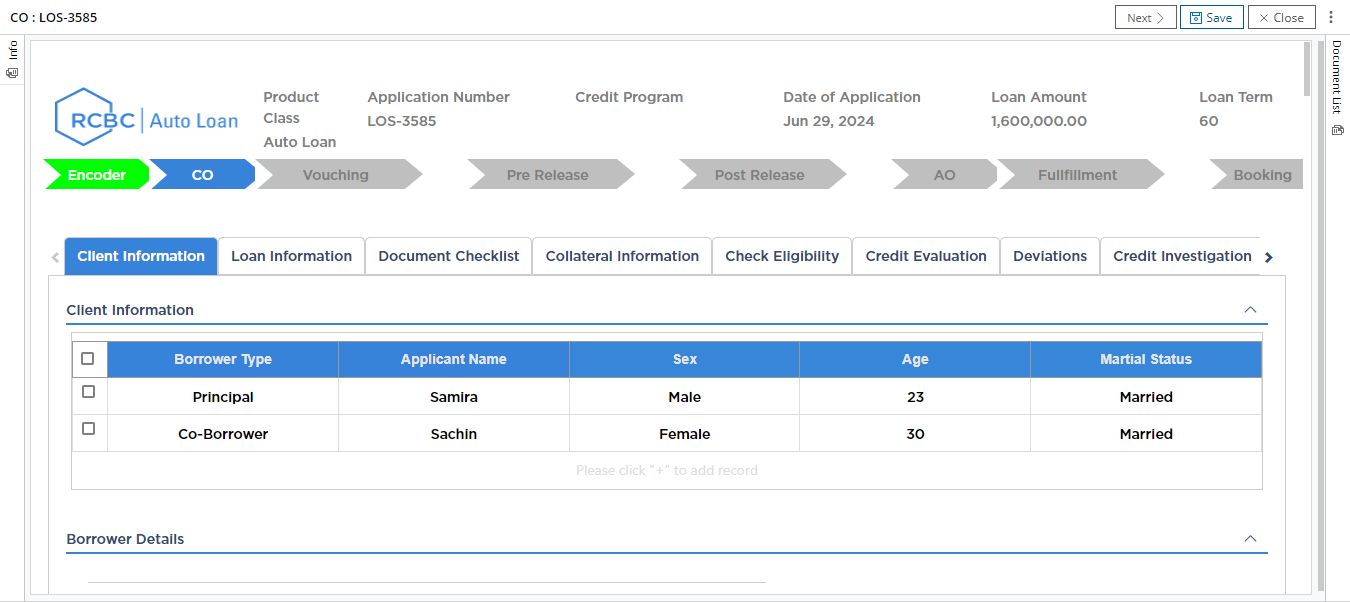 CO : LOS-3585
Next
Save
Close
Info
Document List
RCBC Auto Loan
Product Class
Auto Loan
Application Number
LOS-3585
Credit Program
Date of Application
Jun 29, 2024
Loan Amount
1,600,000.00
Loan Term
60
Encoder CO Vouching Pre Release Post Release AO Fullfillment Booking
Client Information Loan Information Document Checklist Collateral Information Check Eligibility Credit Evaluation Deviations Credit Investigation
Client Information
Borrower Type Applicant Name Sex Age Martial Status
Principal Samira Male 23 Married
Co-Borrower Sachin Female 30 Married
Please click "+" to add record
Borrower Details